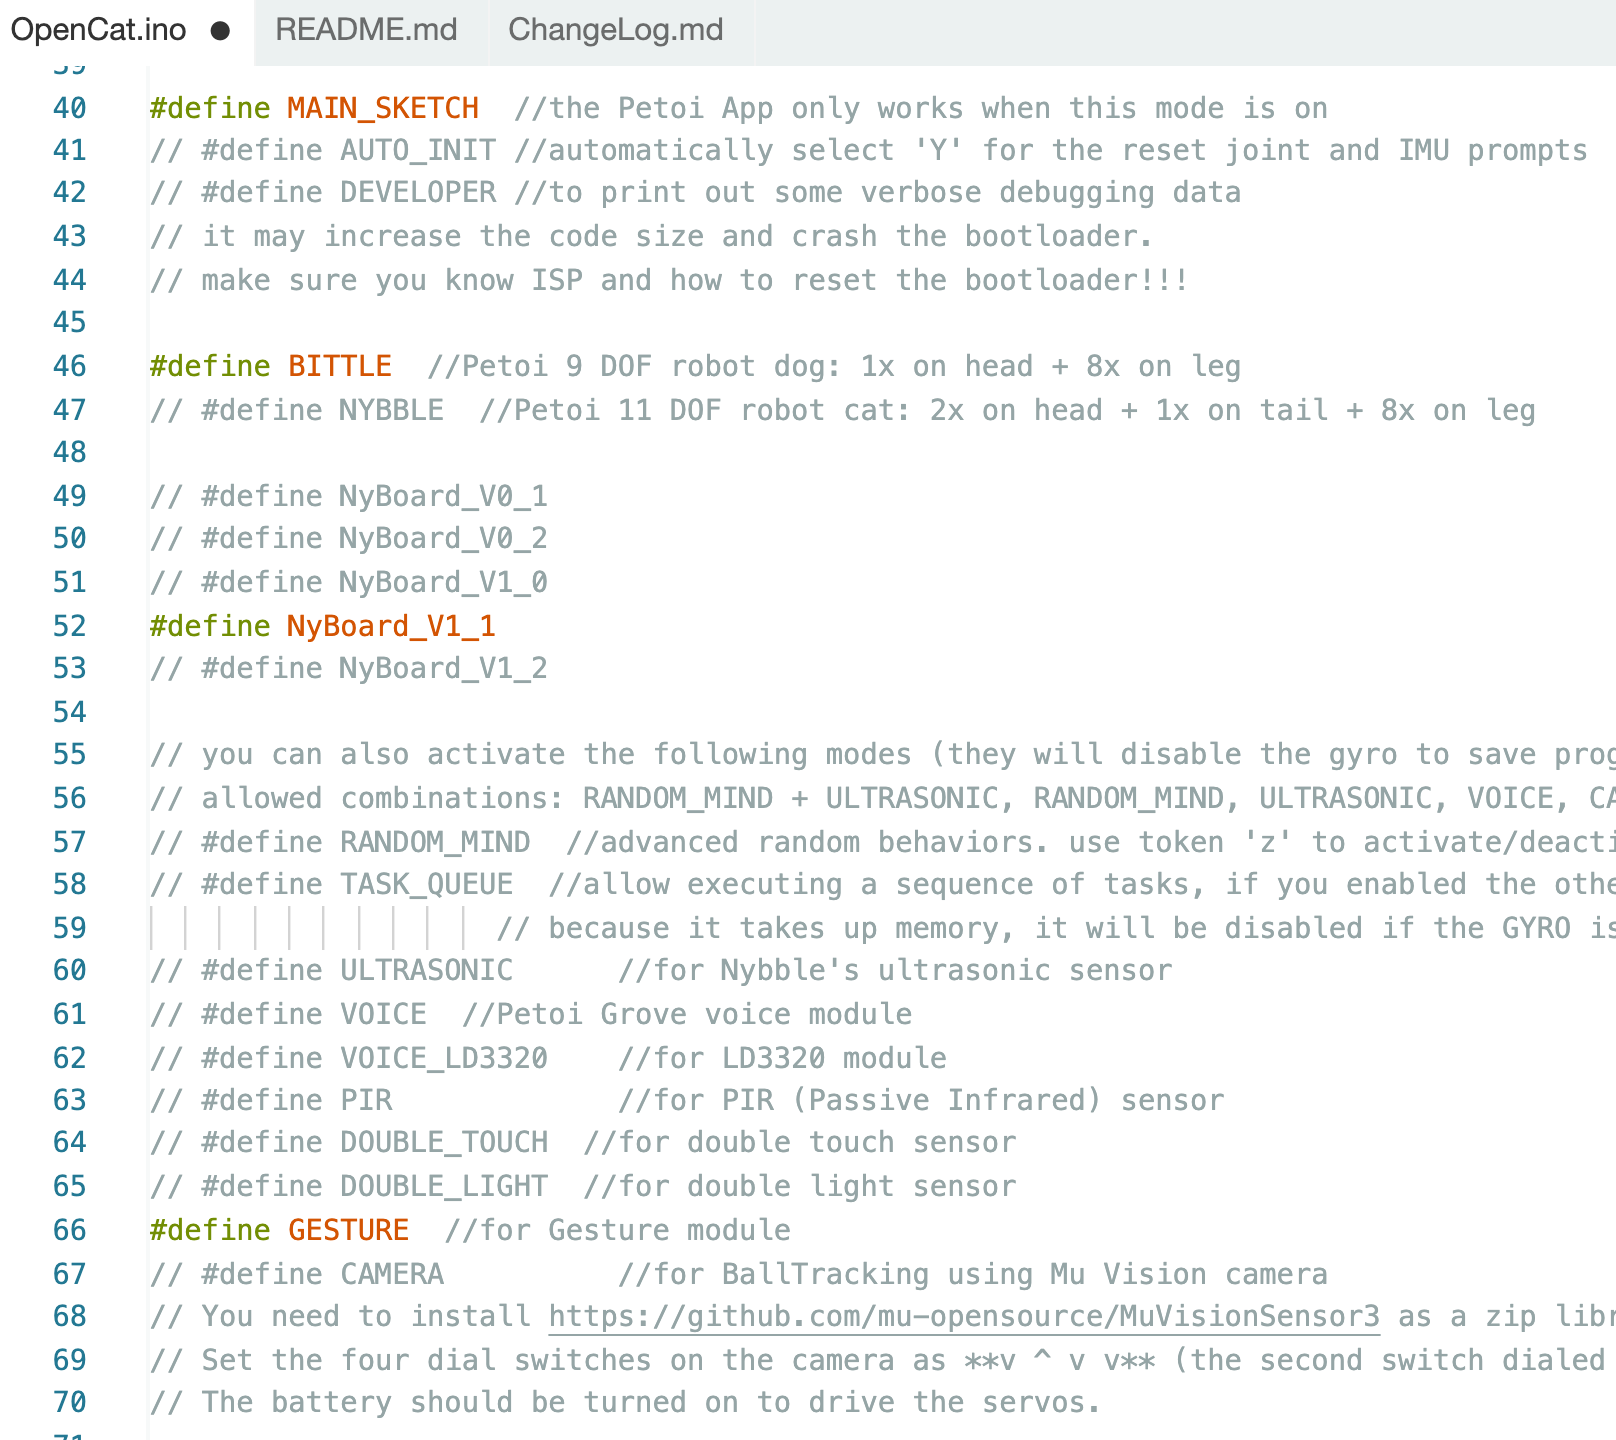 OpenCat.ino ● README.md ChangeLog.md
39
40 #define MAIN_SKETCH  //the Petoi App only works when this mode is on
41 // #define AUTO_INIT //automatically select 'Y' for the reset joint and IMU prompts
42 // #define DEVELOPER //to print out some verbose debugging data
43 // it may increase the code size and crash the bootloader.
44 // make sure you know ISP and how to reset the bootloader!!!
45
46 #define BITTLE  //Petoi 9 DOF robot dog: 1x on head + 8x on leg
47 // #define NYBBLE  //Petoi 11 DOF robot cat: 2x on head + 1x on tail + 8x on leg
48
49 // #define NyBoard_V0_1
50 // #define NyBoard_V0_2
51 // #define NyBoard_V1_0
52 #define NyBoard_V1_1
53 // #define NyBoard_V1_2
54
55 // you can also activate the following modes (they will disable the gyro to save prog
56 // allowed combinations: RANDOM_MIND + ULTRASONIC, RANDOM_MIND, ULTRASONIC, VOICE, CA
57 // #define RANDOM_MIND  //advanced random behaviors. use token 'z' to activate/deacti
58 // #define TASK_QUEUE  //allow executing a sequence of tasks, if you enabled the othe
59 // because it takes up memory, it will be disabled if the GYRO is
60 // #define ULTRASONIC      //for Nybble's ultrasonic sensor
61 // #define VOICE  //Petoi Grove voice module
62 // #define VOICE_LD3320    //for LD3320 module
63 // #define PIR             //for PIR (Passive Infrared) sensor
64 // #define DOUBLE_TOUCH  //for double touch sensor
65 // #define DOUBLE_LIGHT  //for double light sensor
66 #define GESTURE  //for Gesture module
67 // #define CAMERA          //for BallTracking using Mu Vision camera
68 // You need to install https://github.com/mu-opensource/MuVisionSensor3 as a zip libr
69 // Set the four dial switches on the camera as **v ^ v v** (the second switch dialed
70 // The battery should be turned on to drive the servos.
71